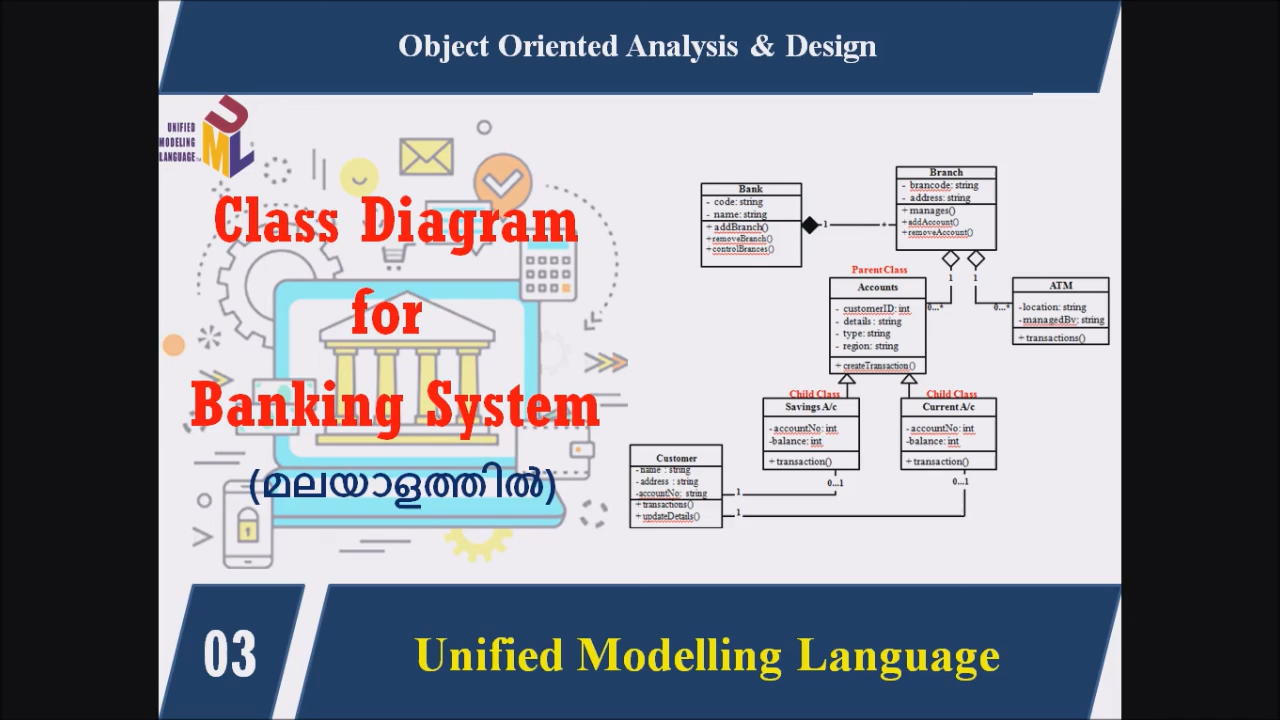 Object Oriented Analysis & Design
UNIFIED
MODELING
LANGUAGE
UML
Class Diagram
for
Banking System
(മലയാളത്തിൽ)
Bank
- code: string
- name: string
+ addBranch()
+removeBranch()
+controlBrances()
1
*
Branch
- brancode: string
- address: string
+ manages()
+addAccount()
+removeAccount()
1
1
0...*
0...*
Parent Class
Accounts
- customerID: int
- details : string
- type: string
- region: string
+ createTransaction()
ATM
-location: string
-managedBy: string
+ transactions()
Child Class
Savings A/c
- accountNo: int
-balance: int
+ transaction()
0...1
Child Class
Current A/c
- accountNo: int
-balance: int
+ transaction()
0...1
Customer
- name : string
- address : string
-accountNo: string
+ transactions()
+ updateDetails()
1
1
03
Unified Modelling Language